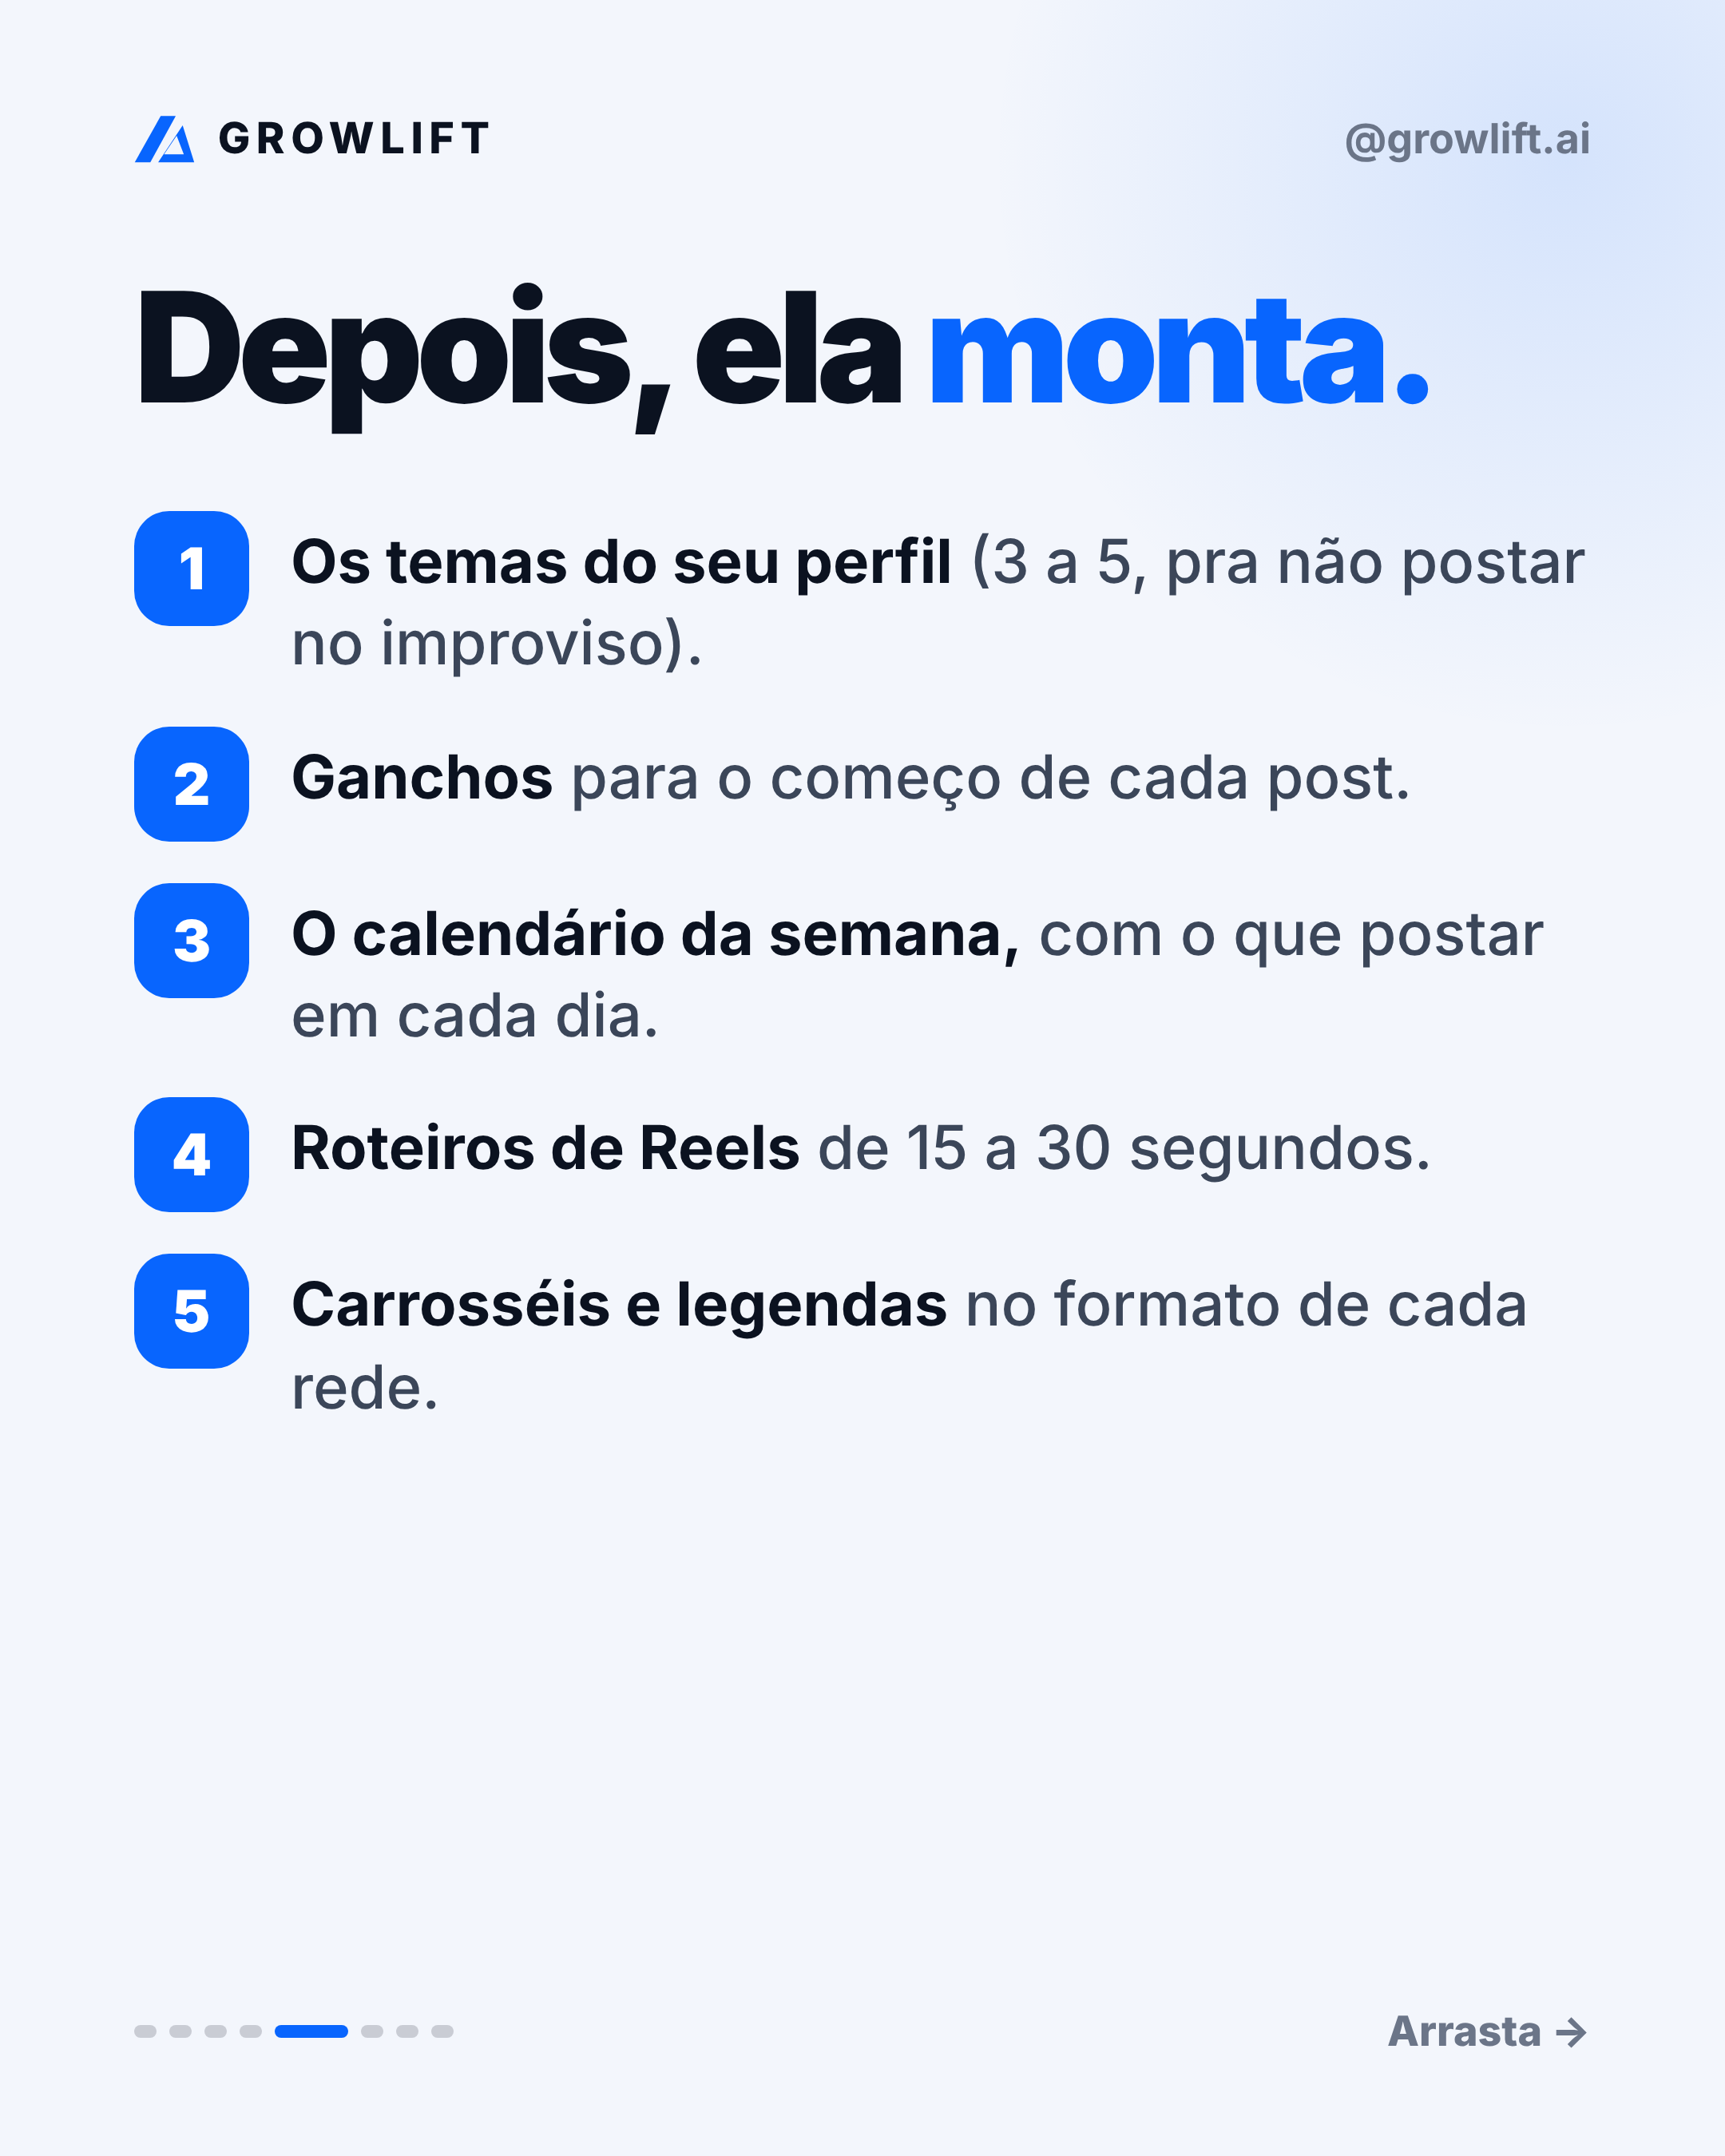 GROWLIFT
@growlift.ai
Depois, ela monta.
1
Os temas do seu perfil (3 a 5, pra não postar
no improviso).
2
Ganchos para o começo de cada post.
3
O calendário da semana, com o que postar
em cada dia.
4
Roteiros de Reels de 15 a 30 segundos.
5
Carrosséis e legendas no formato de cada
rede.
Arrasta →